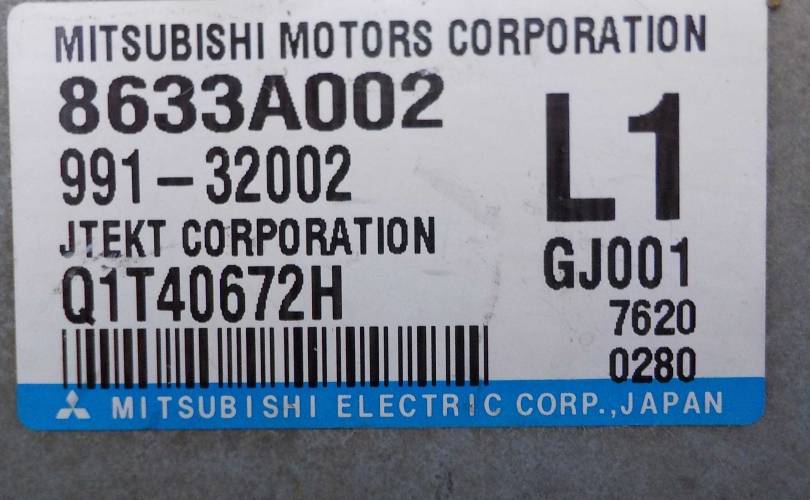 MITSUBISHI MOTORS CORPORATION
8633A002
L1
991-32002
JTEKT CORPORATION
GJ001
Q1T40672H
7620
0280
MITSUBISHI ELECTRIC CORP.,JAPAN